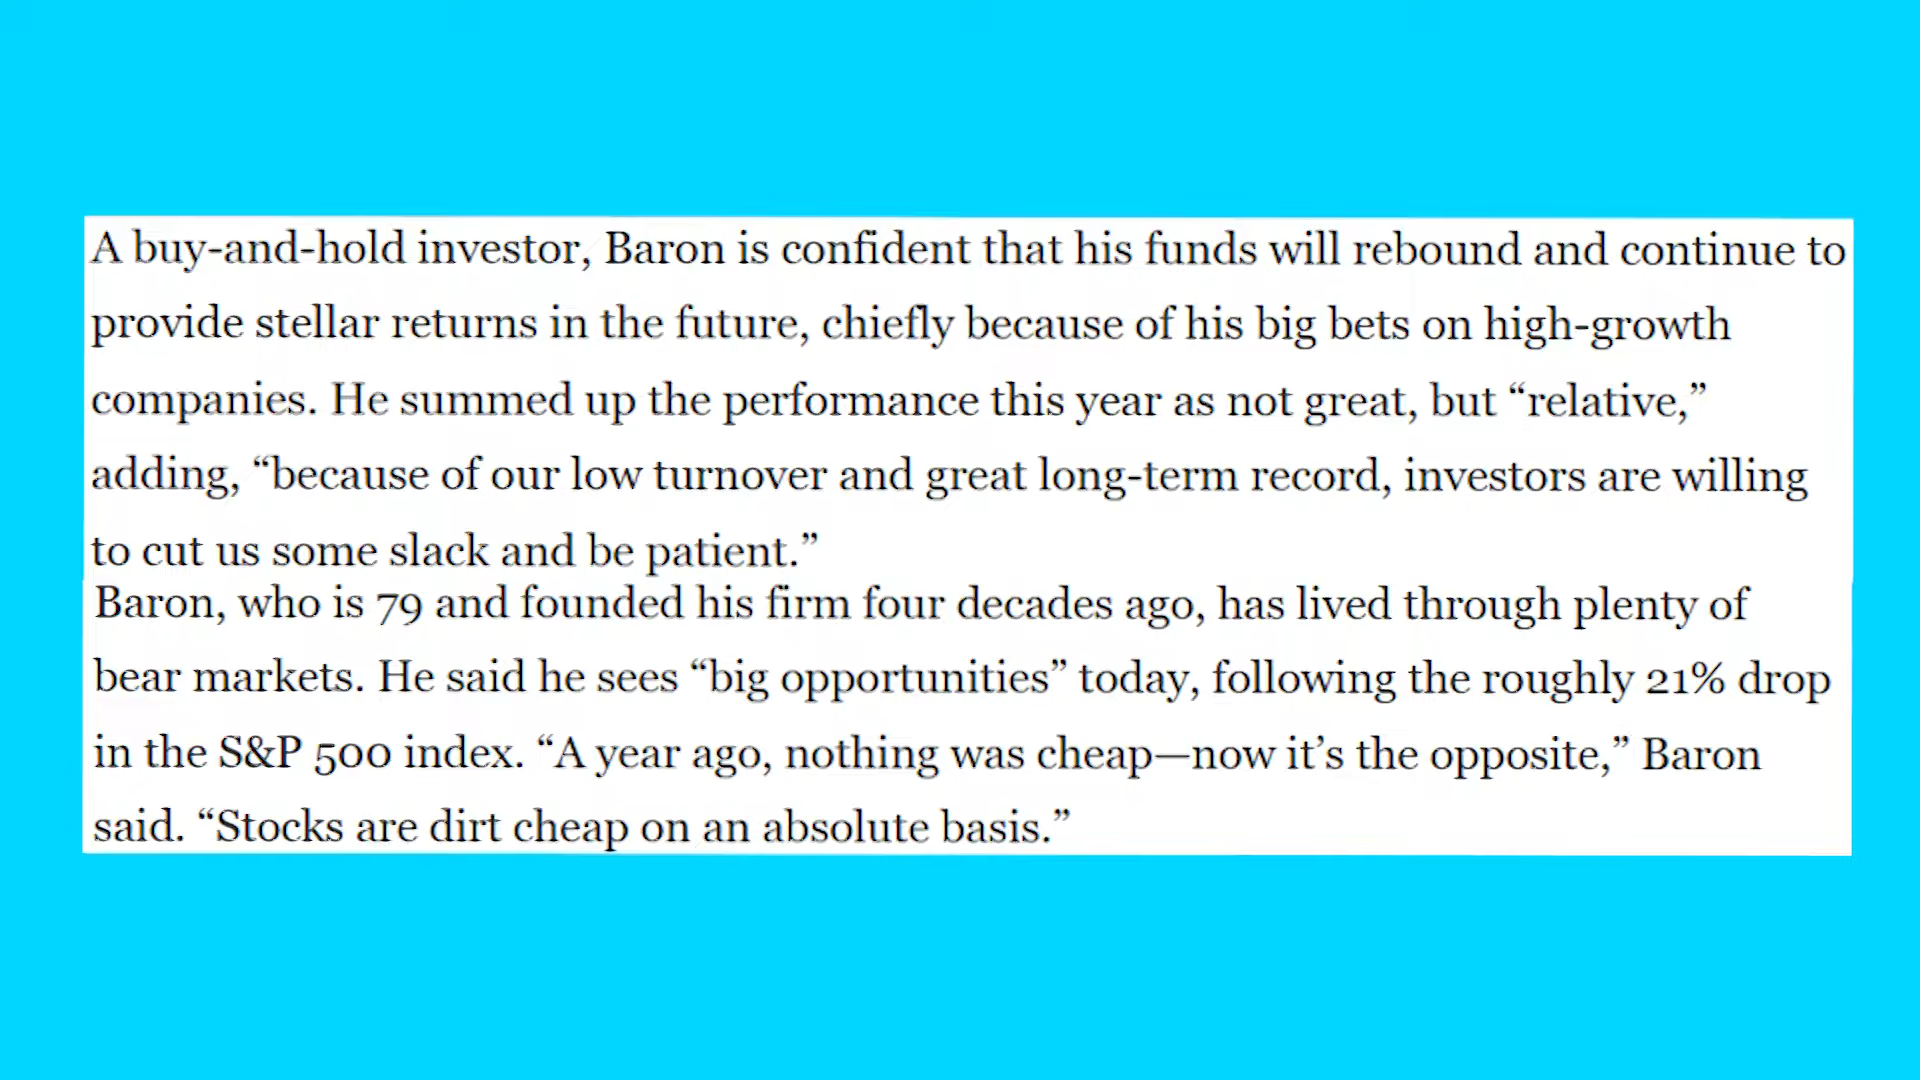 A buy-and-hold investor, Baron is confident that his funds will rebound and continue to
provide stellar returns in the future, chiefly because of his big bets on high-growth
companies. He summed up the performance this year as not great, but “relative,”
adding, “because of our low turnover and great long-term record, investors are willing
to cut us some slack and be patient.”
Baron, who is 79 and founded his firm four decades ago, has lived through plenty of
bear markets. He said he sees “big opportunities” today, following the roughly 21% drop
in the S&P 500 index. “A year ago, nothing was cheap—now it’s the opposite,” Baron
said. “Stocks are dirt cheap on an absolute basis.”